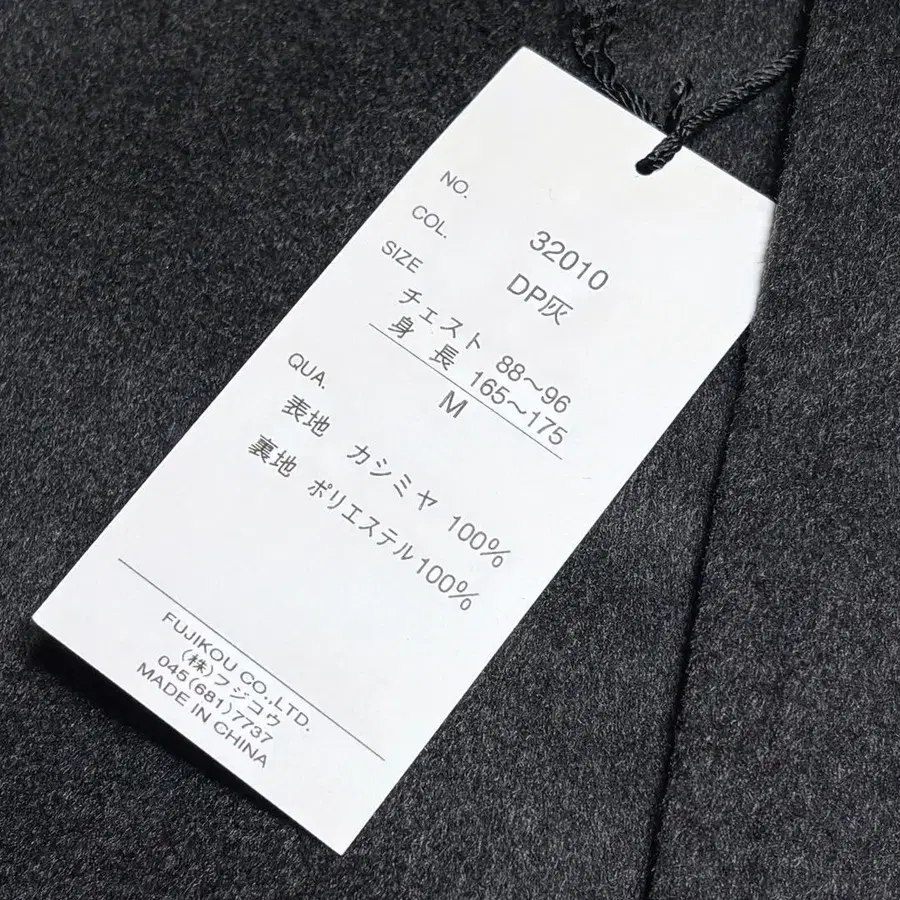 NO. 32010
COL. DP灰
SIZE
チェスト 88〜96
身長 165〜175
M
QUA.
表地 カシミヤ 100%
裏地 ポリエステル100%
FUJIKOU CO.,LTD.
(株)フジコウ
045(681)7737
MADE IN CHINA